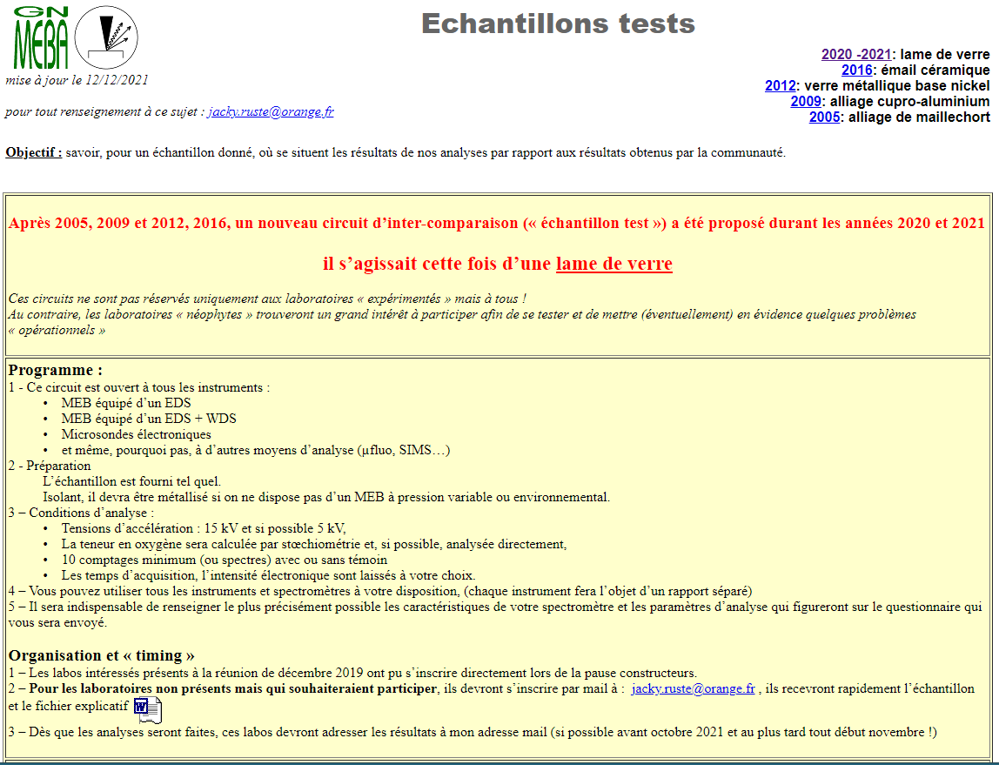 GN
MEBA
Echantillons tests
2020 -2021: lame de verre
2016: émail céramique
2012: verre métallique base nickel
2009: alliage cupro-aluminium
2005: alliage de maillechort
mise à jour le 12/12/2021
pour tout renseignement à ce sujet : jacky.ruste@orange.fr
Objectif : savoir, pour un échantillon donné, où se situent les résultats de nos analyses par rapport aux résultats obtenus par la communauté.
Après 2005, 2009 et 2012, 2016, un nouveau circuit d’inter-comparaison (« échantillon test ») a été proposé durant les années 2020 et 2021
il s’agissait cette fois d’une lame de verre
Ces circuits ne sont pas réservés uniquement aux laboratoires « expérimentés » mais à tous !
Au contraire, les laboratoires « néophytes » trouveront un grand intérêt à participer afin de se tester et de mettre (éventuellement) en évidence quelques problèmes
« opérationnels »
Programme :
1 - Ce circuit est ouvert à tous les instruments :
• MEB équipé d’un EDS
• MEB équipé d’un EDS + WDS
• Microsondes électroniques
• et même, pourquoi pas, à d’autres moyens d’analyse (µfluo, SIMS…)
2 - Préparation
L’échantillon est fourni tel quel.
Isolant, il devra être métallisé si on ne dispose pas d’un MEB à pression variable ou environnemental.
3 – Conditions d’analyse :
• Tensions d’accélération : 15 kV et si possible 5 kV,
• La teneur en oxygène sera calculée par stœchiométrie et, si possible, analysée directement,
• 10 comptages minimum (ou spectres) avec ou sans témoin
• Les temps d’acquisition, l’intensité électronique sont laissés à votre choix.
4 – Vous pouvez utiliser tous les instruments et spectromètres à votre disposition, (chaque instrument fera l’objet d’un rapport séparé)
5 – Il sera indispensable de renseigner le plus précisément possible les caractéristiques de votre spectromètre et les paramètres d’analyse qui figureront sur le questionnaire qui
vous sera envoyé.
Organisation et « timing »
1 – Les labos intéressés présents à la réunion de décembre 2019 ont pu s’inscrire directement lors de la pause constructeurs.
2 – Pour les laboratoires non présents mais qui souhaiteraient participer, ils devront s’inscrire par mail à : jacky.ruste@orange.fr , ils recevront rapidement l’échantillon
et le fichier explicatif W
3 – Dès que les analyses seront faites, ces labos devront adresser les résultats à mon adresse mail (si possible avant octobre 2021 et au plus tard tout début novembre !)